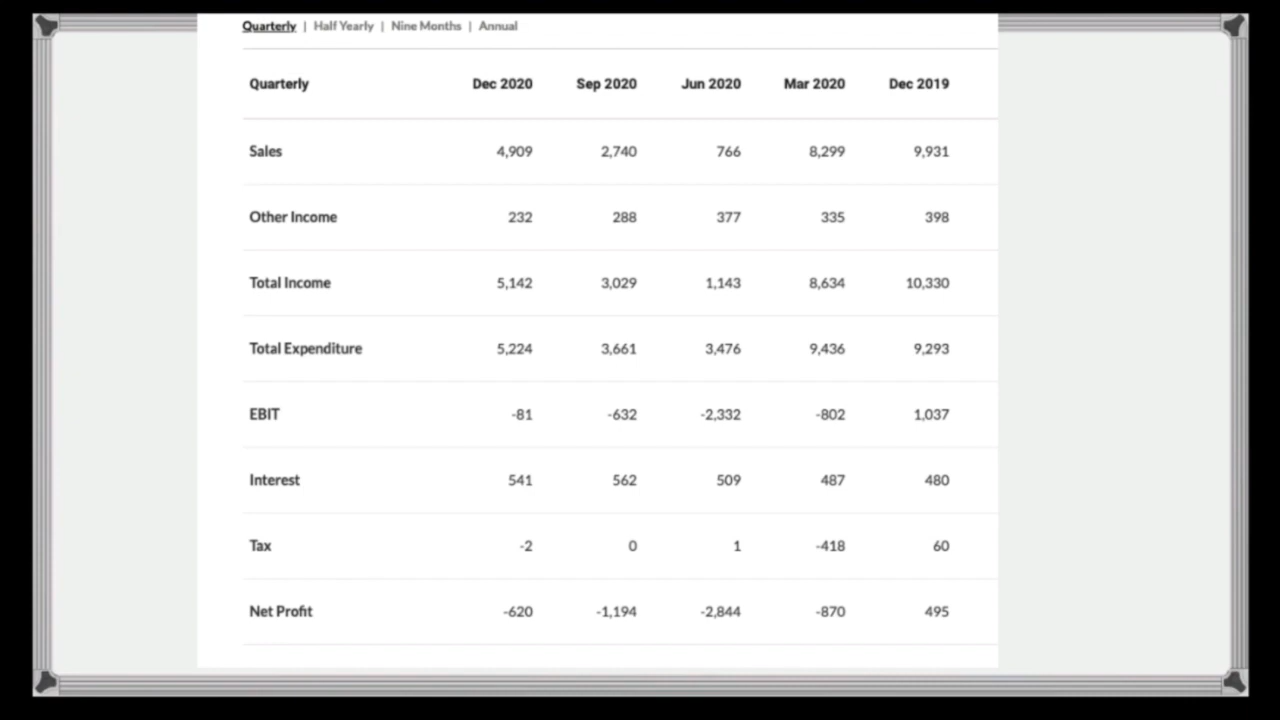 Quarterly | Half Yearly | Nine Months | Annual
Quarterly Dec 2020 Sep 2020 Jun 2020 Mar 2020 Dec 2019
Sales 4,909 2,740 766 8,299 9,931
Other Income 232 288 377 335 398
Total Income 5,142 3,029 1,143 8,634 10,330
Total Expenditure 5,224 3,661 3,476 9,436 9,293
EBIT -81 -632 -2,332 -802 1,037
Interest 541 562 509 487 480
Tax -2 0 1 -418 60
Net Profit -620 -1,194 -2,844 -870 495